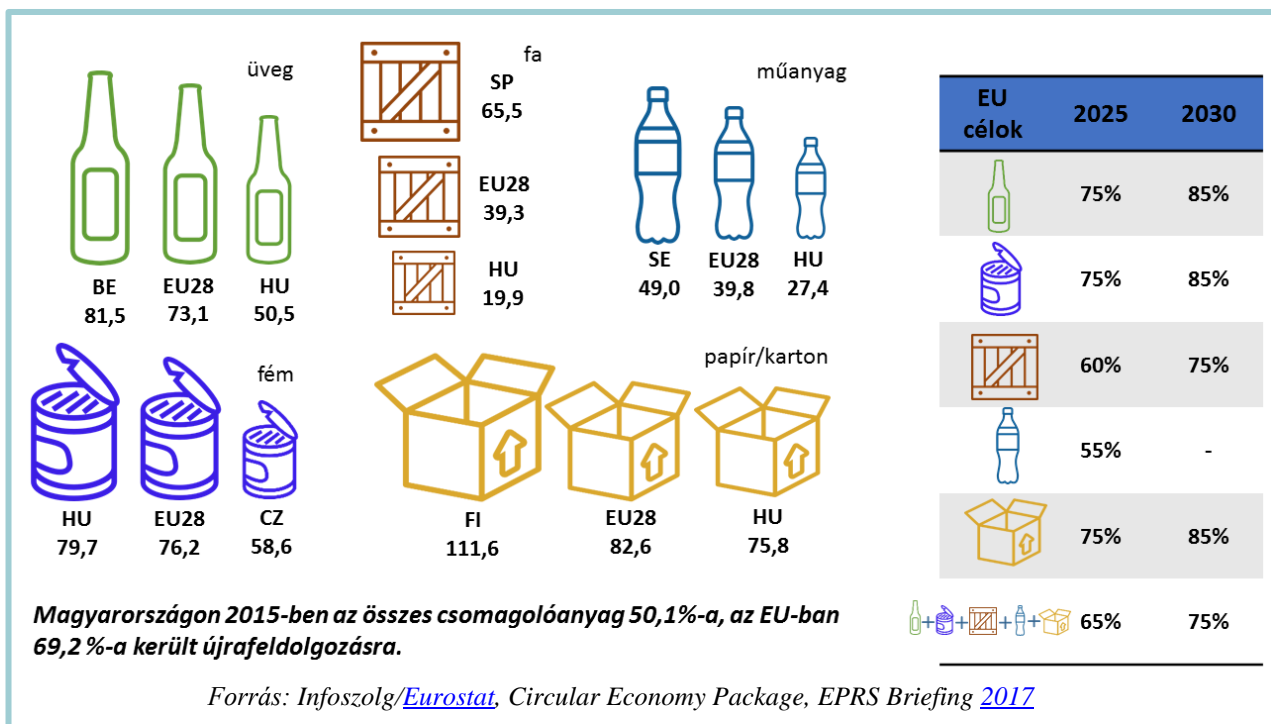 üveg
BE
81,5
EU28
73,1
HU
50,5
fa
SP
65,5
EU28
39,3
HU
19,9
műanyag
SE
49,0
EU28
39,8
HU
27,4
fém
HU
79,7
EU28
76,2
CZ
58,6
papír/karton
FI
111,6
EU28
82,6
HU
75,8
EU célok 2025 2030
75% 85%
75% 85%
60% 75%
55% -
75% 85%
+ + + + 65% 75%
Magyarországon 2015-ben az összes csomagolóanyag 50,1%-a, az EU-ban
69,2 %-a került újrafeldolgozásra.
Forrás: Infoszolg/Eurostat, Circular Economy Package, EPRS Briefing 2017